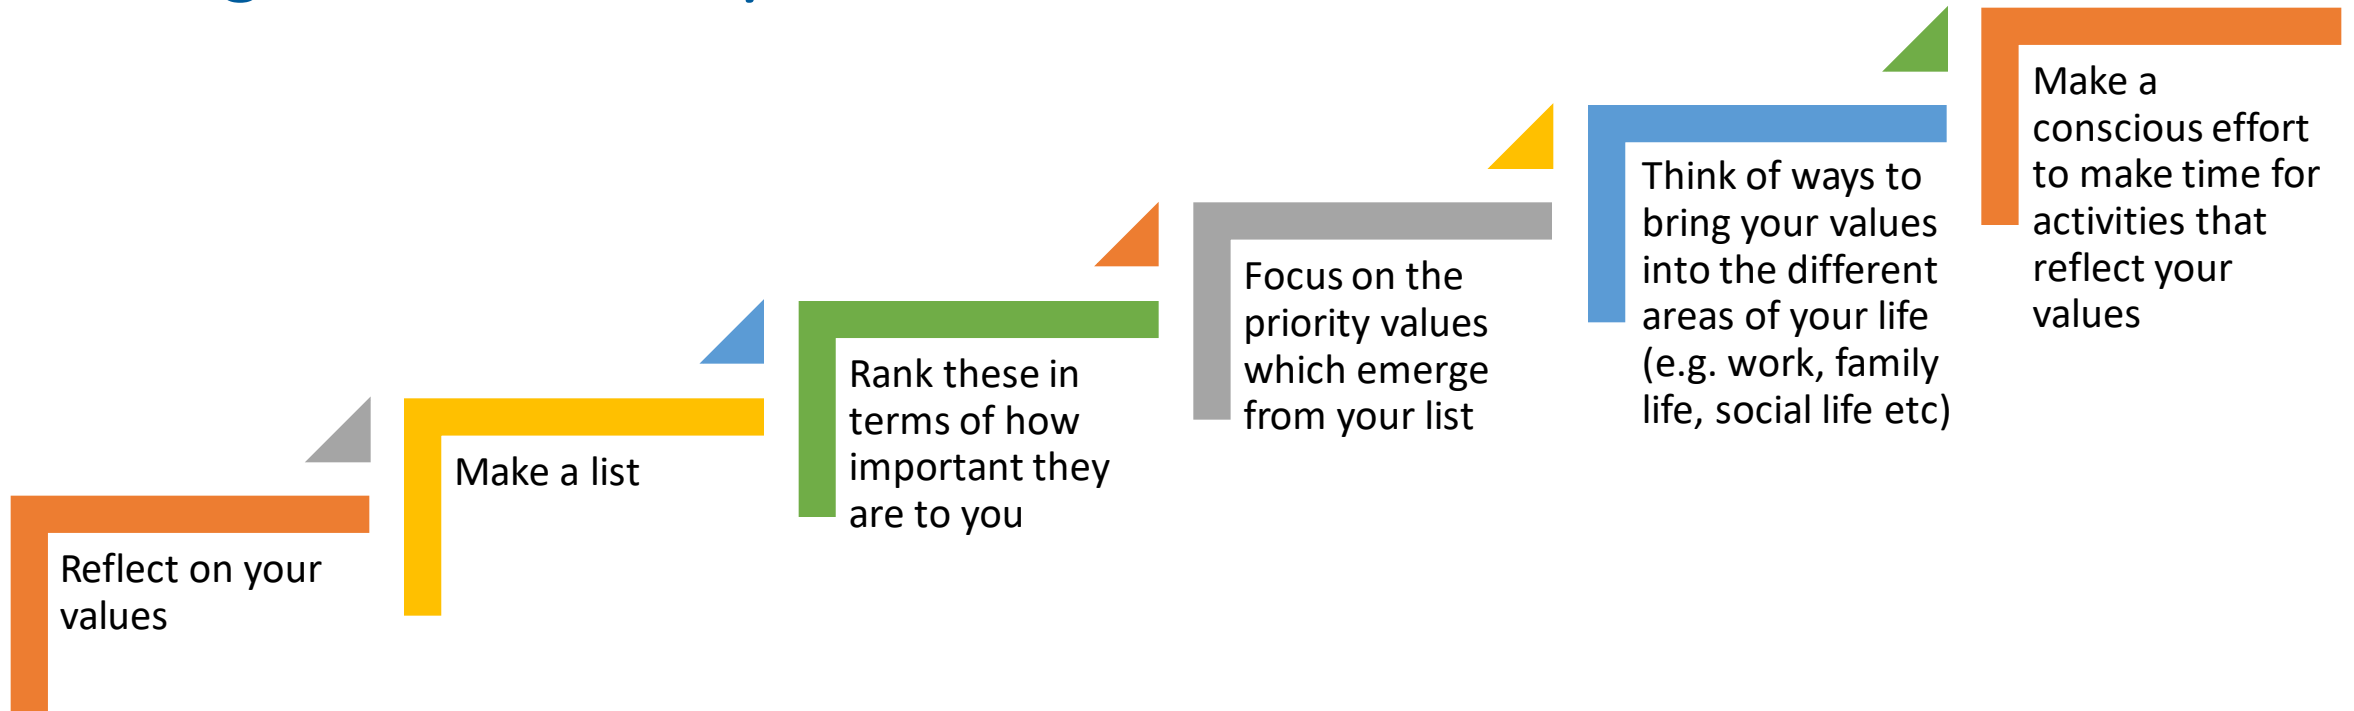 Reflect on your
values
Make a list
Rank these in
terms of how
important they
are to you
Focus on the
priority values
which emerge
from your list
Think of ways to
bring your values
into the different
areas of your life
(e.g. work, family
life, social life etc)
Make a
conscious effort
to make time for
activities that
reflect your
values